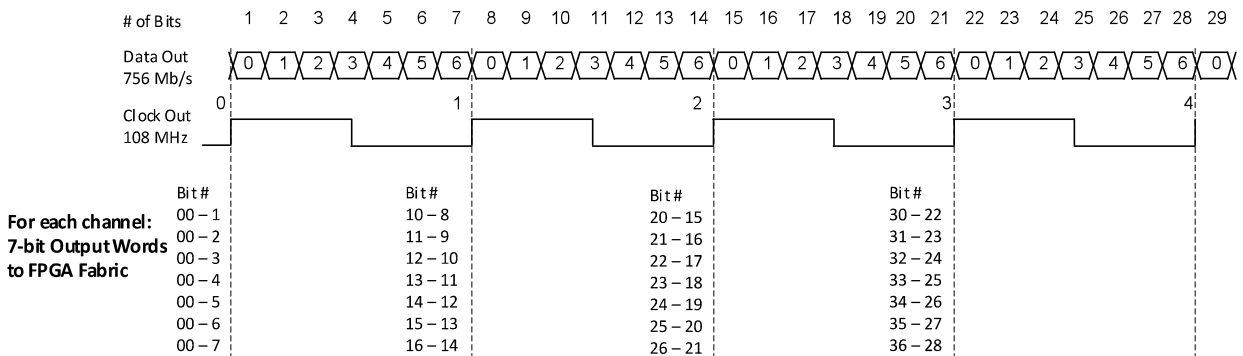 # of Bits 1 2 3 4 5 6 7 8 9 10 11 12 13 14 15 16 17 18 19 20 21 22 23 24 25 26 27 28 29
Data Out
756 Mb/s
0 1 2 3 4 5 6 0 1 2 3 4 5 6 0 1 2 3 4 5 6 0 1 2 3 4 5 6 0
0 1 2 3 4
Clock Out
108 MHz
For each channel:
7-bit Output Words
to FPGA Fabric
Bit #
00 – 1
00 – 2
00 – 3
00 – 4
00 – 5
00 – 6
00 – 7
Bit #
10 – 8
11 – 9
12 – 10
13 – 11
14 – 12
15 – 13
16 – 14
Bit #
20 – 15
21 – 16
22 – 17
23 – 18
24 – 19
25 – 20
26 – 21
Bit #
30 – 22
31 – 23
32 – 24
33 – 25
34 – 26
35 – 27
36 – 28